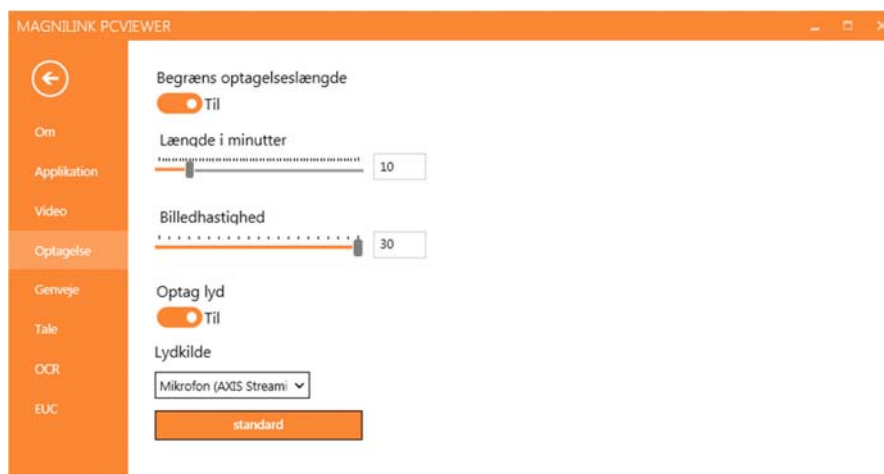 MAGNILINK PCVIEWER
Om
Applikation
Video
Optagelse
Genveje
Tale
OCR
EUC
Begræns optagelseslængde
Til
Længde i minutter
10
Billedhastighed
30
Optag lyd
Til
Lydkilde
Mikrofon (AXIS Streami
standard